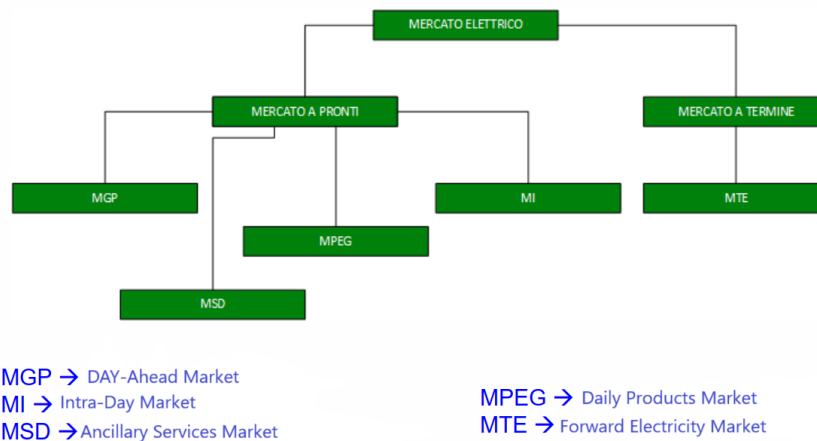 MERCATO ELETTRICO
MERCATO A PRONTI
MERCATO A TERMINE
MGP
MI
MTE
MPEG
MSD
MGP → DAY-Ahead Market
MI → Intra-Day Market
MSD → Ancillary Services Market
MPEG → Daily Products Market
MTE → Forward Electricity Market